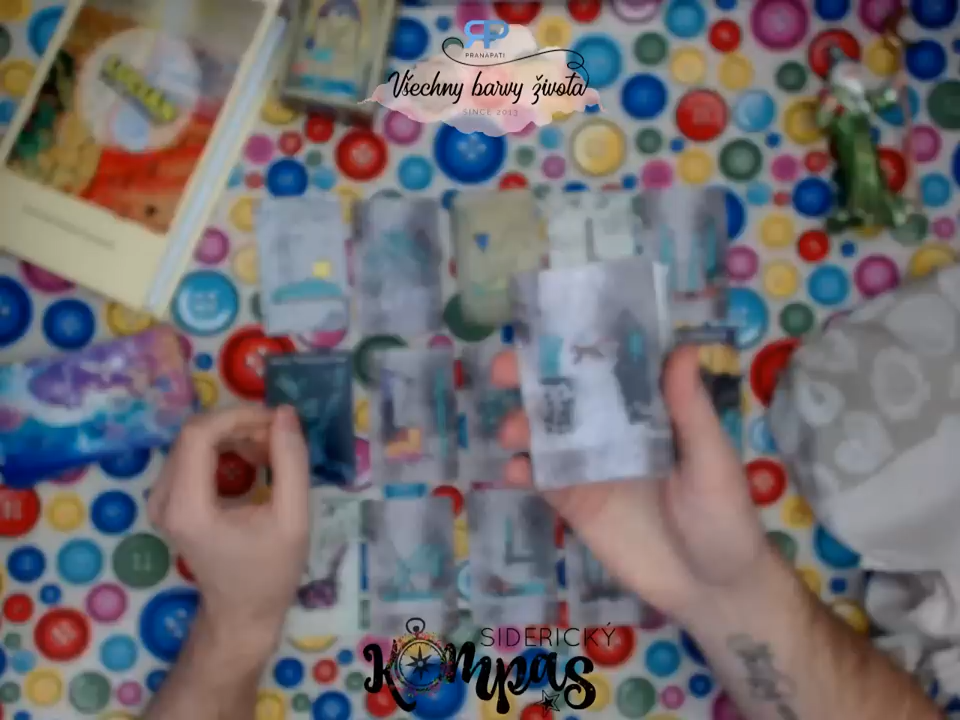 PRANAPATI
Všechny barvy života
SINCE 2013
SIDERICKÝ
Kompas